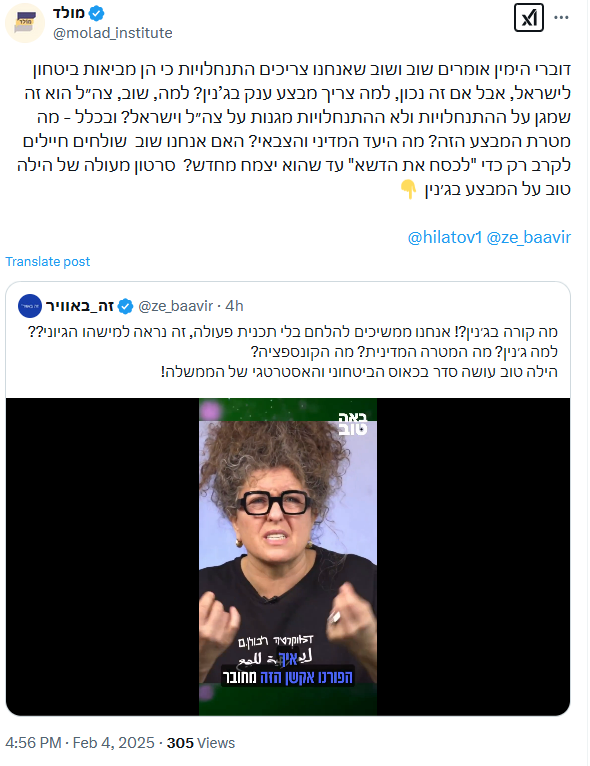 מולד
@molad_institute
דוברי הימין אומרים שוב ושוב שאנחנו צריכים התנחלויות כי הן מביאות ביטחון
לישראל, אבל אם זה נכון, למה צריך מבצע ענק בג'נין? למה, שוב, צה״ל הוא זה
שמגן על ההתנחלויות ולא ההתנחלויות מגנות על צה״ל וישראל? ובכלל - מה
מטרת המבצע הזה? מה היעד המדיני והצבאי? האם אנחנו שוב שולחים חיילים
לקרב רק כדי "לכסח את הדשא" עד שהוא יצמח מחדש? סרטון מעולה של הילה
טוב על המבצע בג׳נין 👇
@hilatov1 @ze_baavir
Translate post
זה_באוויר @ze_baavir · 4h
מה קורה בג׳נין?! אנחנו ממשיכים להלחם בלי תכנית פעולה, זה נראה למישהו הגיוני??
למה ג׳נין? מה המטרה המדינית? מה הקונספציה?
הילה טוב עושה סדר בכאוס הביטחוני והאסטרטגי של הממשלה!
באה
טוב
איך
הפורנו אקשן הזה מחובר
4:56 PM · Feb 4, 2025 · 305 Views